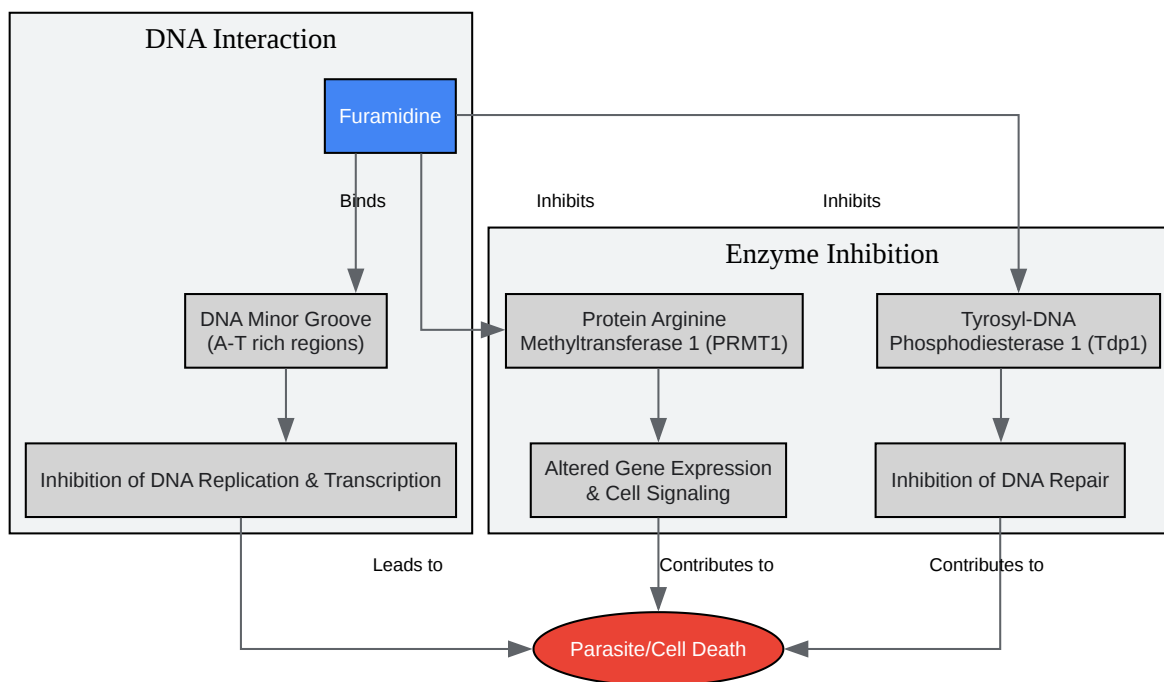 DNA Interaction
Furamidine
Binds
Inhibits
Inhibits
Enzyme Inhibition
DNA Minor Groove
(A-T rich regions)
Protein Arginine
Methyltransferase 1 (PRMT1)
Tyrosyl-DNA
Phosphodiesterase 1 (Tdp1)
Inhibition of DNA Replication & Transcription
Altered Gene Expression
& Cell Signaling
Inhibition of DNA Repair
Leads to
Contributes to
Contributes to
Parasite/Cell Death